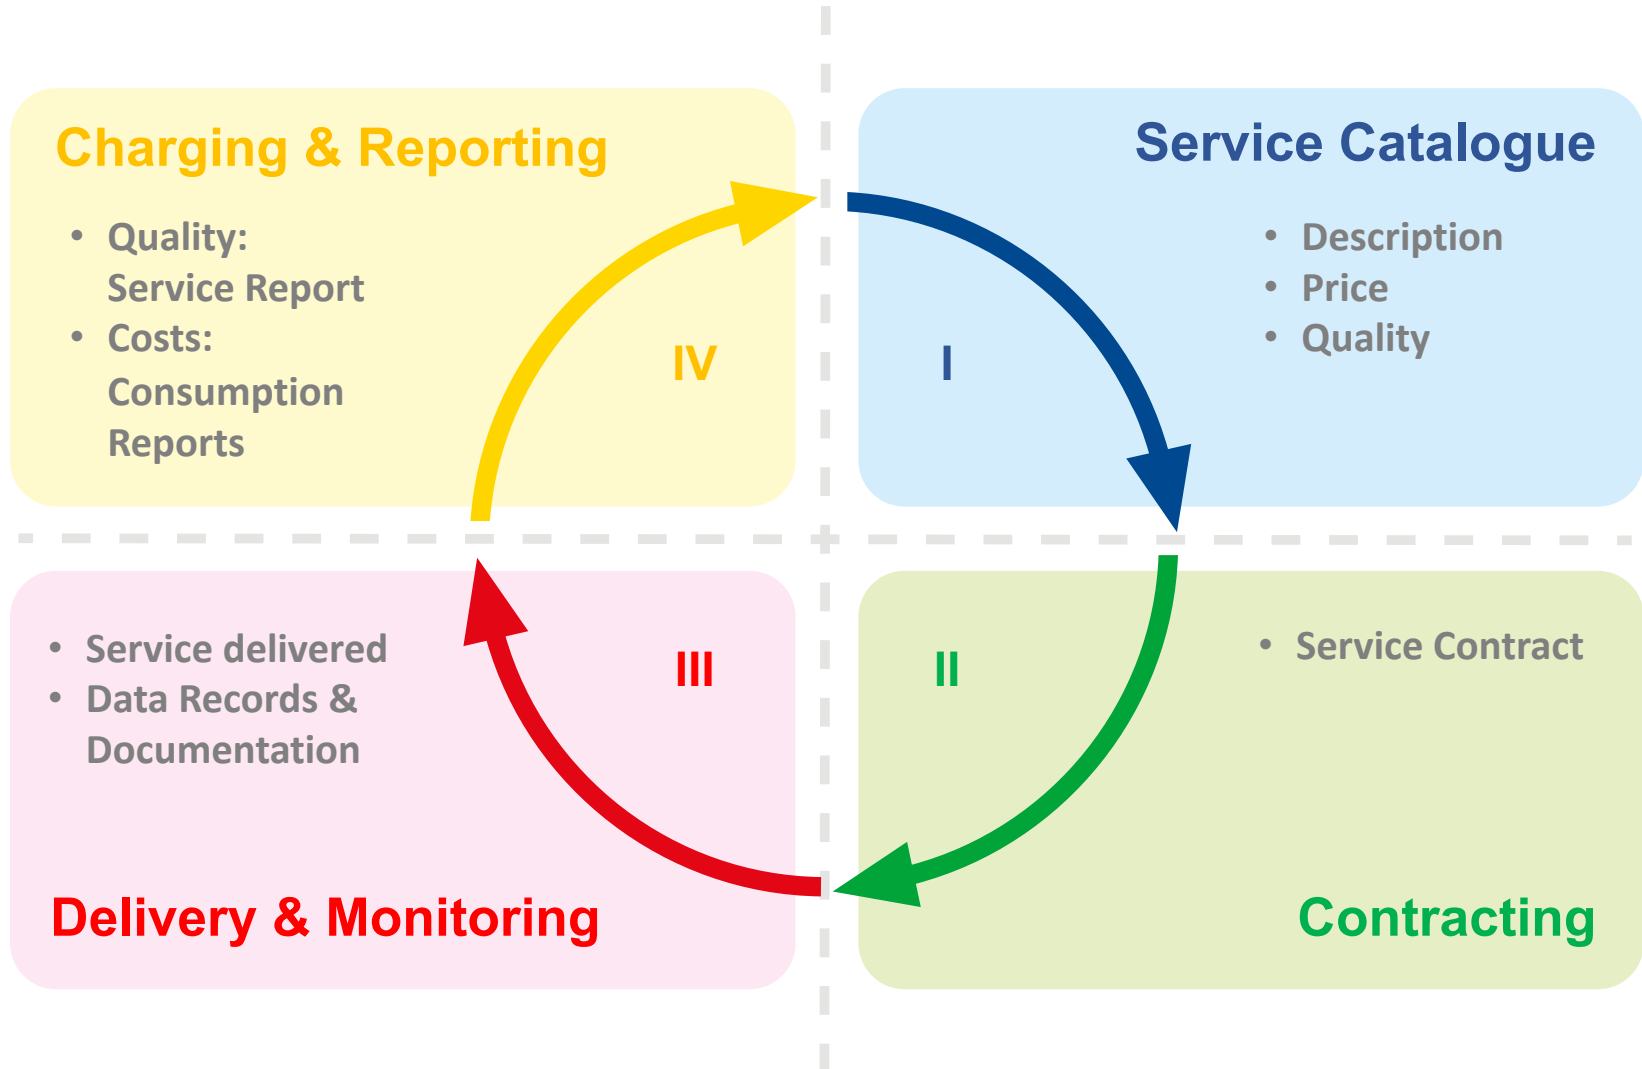 Charging & Reporting
• Quality:
Service Report
• Costs:
Consumption
Reports
IV
Service Catalogue
• Description
• Price
• Quality
I
• Service delivered
• Data Records &
Documentation
III
Delivery & Monitoring
II
• Service Contract
Contracting